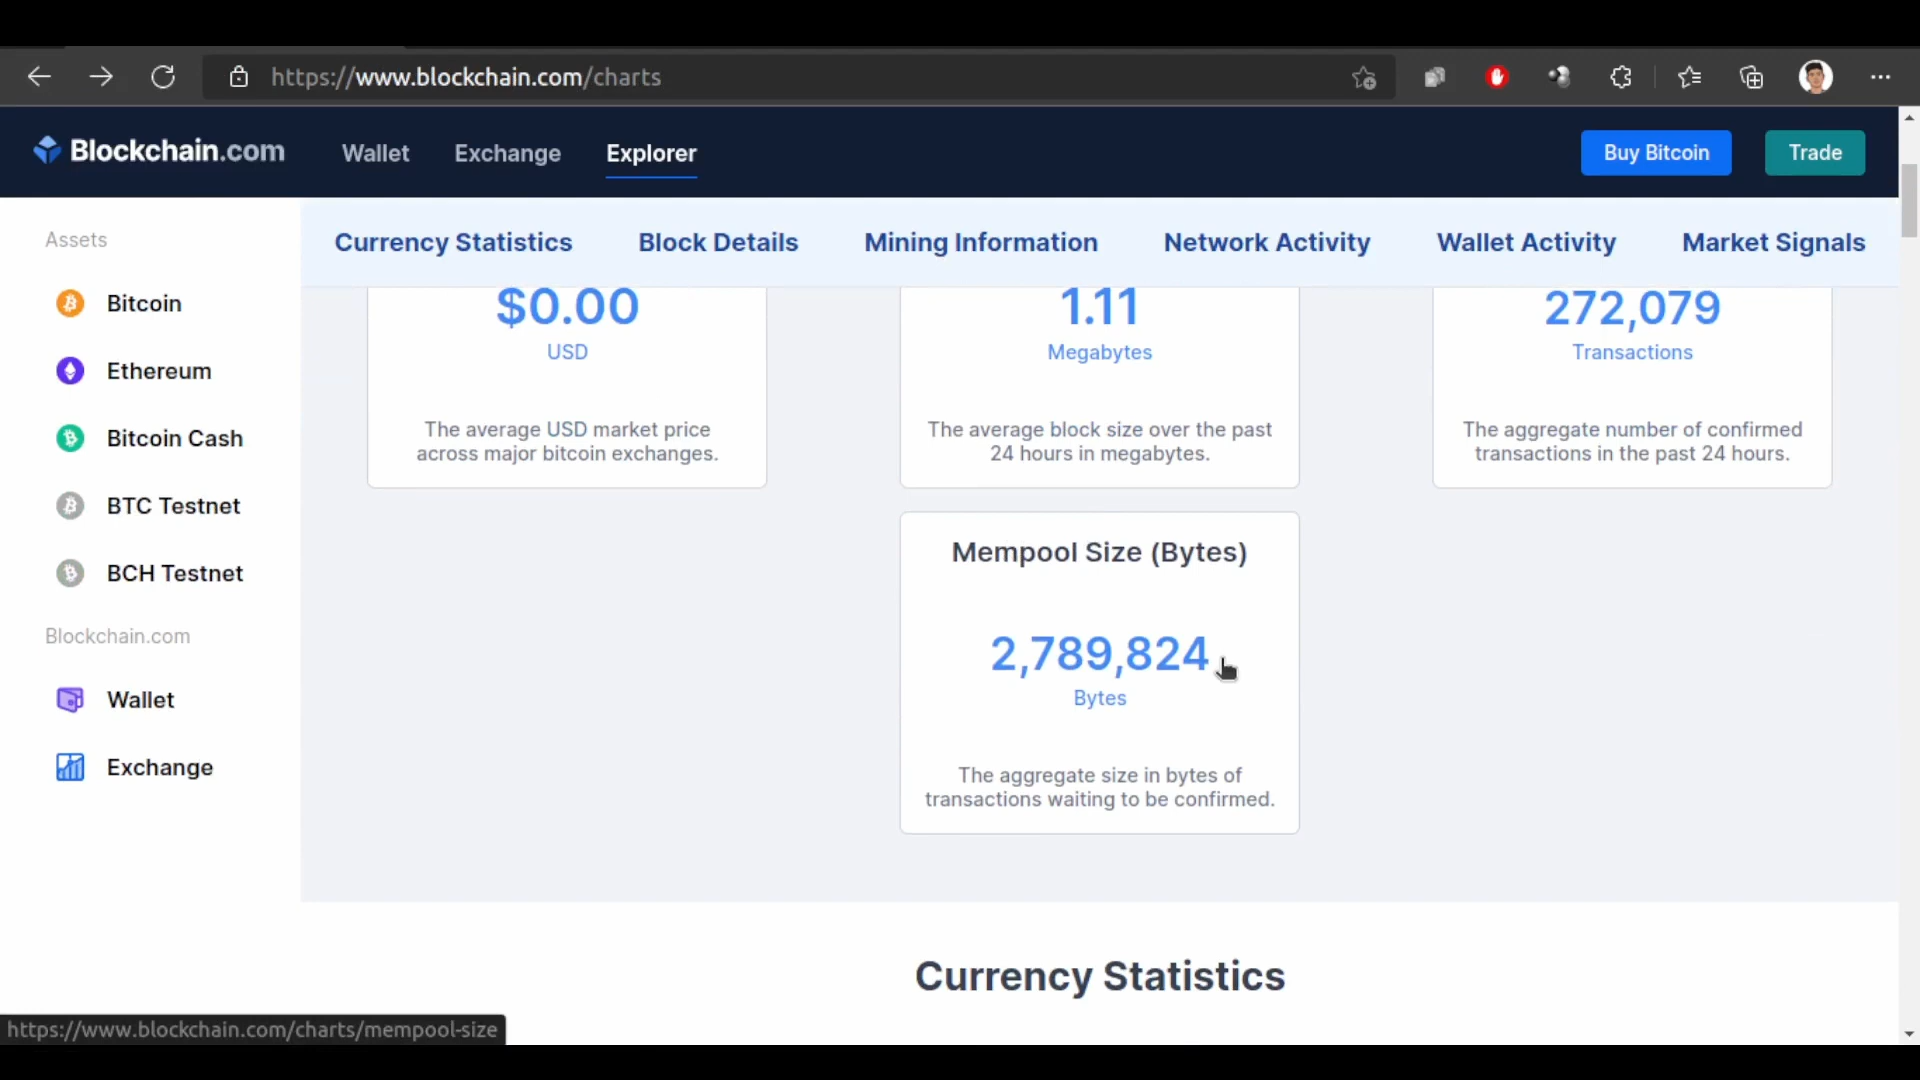 https://www.blockchain.com/charts
Blockchain.com
Wallet
Exchange
Explorer
Buy Bitcoin
Trade
Assets
Bitcoin
Ethereum
Bitcoin Cash
BTC Testnet
BCH Testnet
Blockchain.com
Wallet
Exchange
Currency Statistics
Block Details
Mining Information
Network Activity
Wallet Activity
Market Signals
$0.00
USD
The average USD market price
across major bitcoin exchanges.
1.11
Megabytes
The average block size over the past
24 hours in megabytes.
272,079
Transactions
The aggregate number of confirmed
transactions in the past 24 hours.
Mempool Size (Bytes)
2,789,824
Bytes
The aggregate size in bytes of
transactions waiting to be confirmed.
Currency Statistics
https://www.blockchain.com/charts/mempool-size